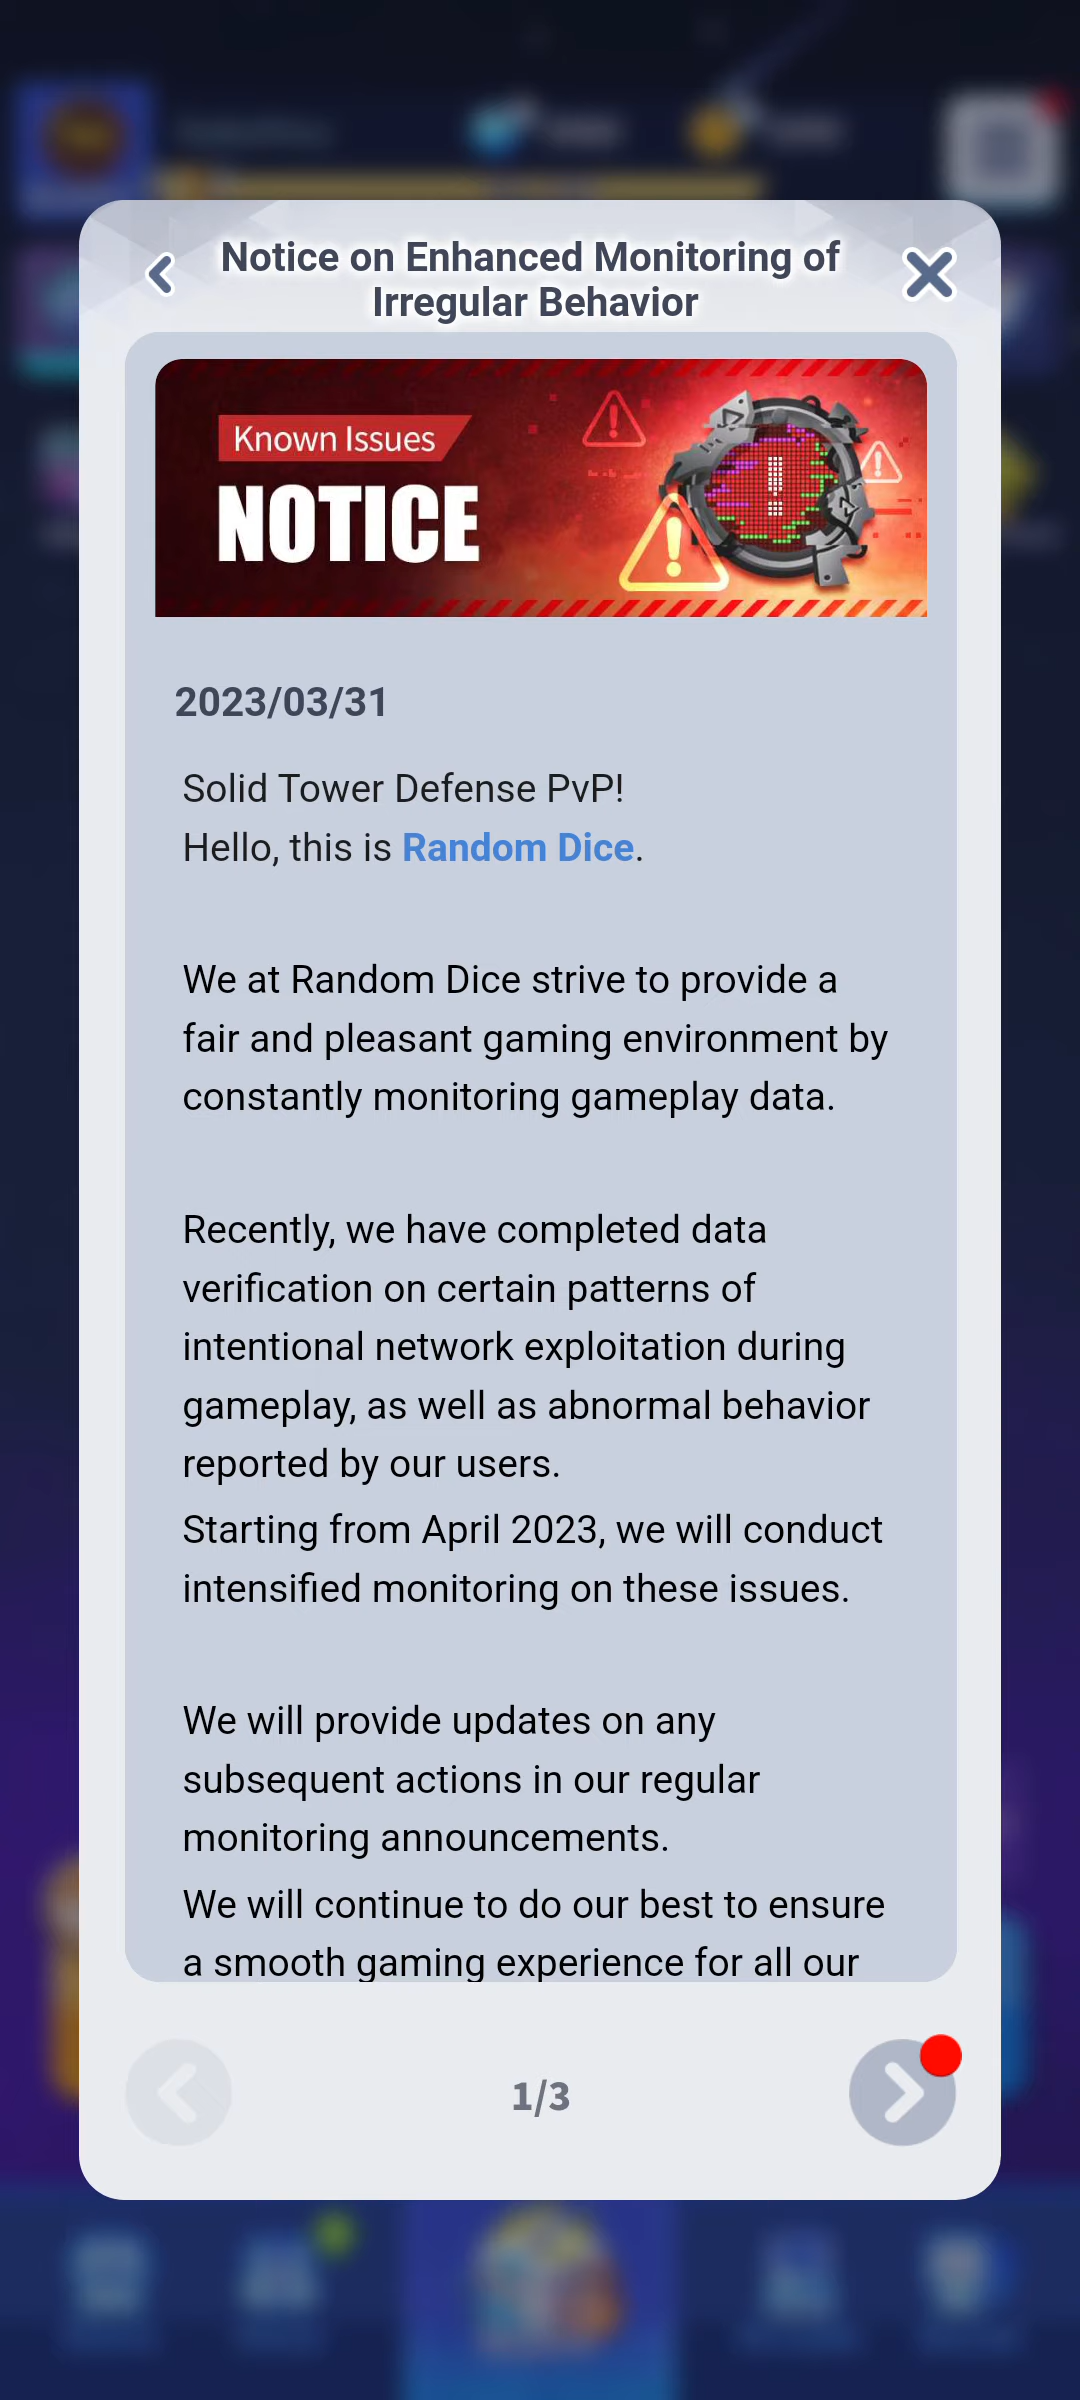 Notice on Enhanced Monitoring of
Irregular Behavior
Known Issues
NOTICE
2023/03/31
Solid Tower Defense PvP!
Hello, this is Random Dice.
We at Random Dice strive to provide a
fair and pleasant gaming environment by
constantly monitoring gameplay data.
Recently, we have completed data
verification on certain patterns of
intentional network exploitation during
gameplay, as well as abnormal behavior
reported by our users.
Starting from April 2023, we will conduct
intensified monitoring on these issues.
We will provide updates on any
subsequent actions in our regular
monitoring announcements.
We will continue to do our best to ensure
a smooth gaming experience for all our
1/3